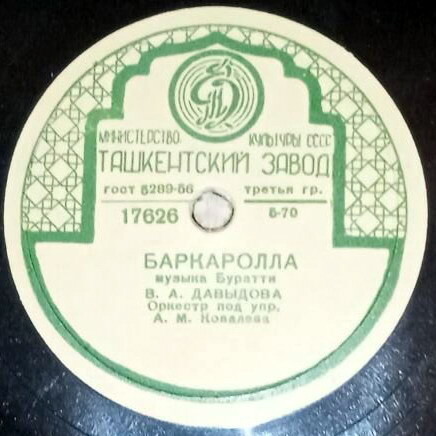 МИНИСТЕРСТВО КУЛЬТУРЫ СССР
ТАШКЕНТСКИЙ ЗАВОД
ГОСТ 5289-56 третья гр.
17626 5-70
БАРКАРОЛЛА
музыка Буратти
В. А. ДАВЫДОВА
Оркестр под упр.
А. М. Ковалева